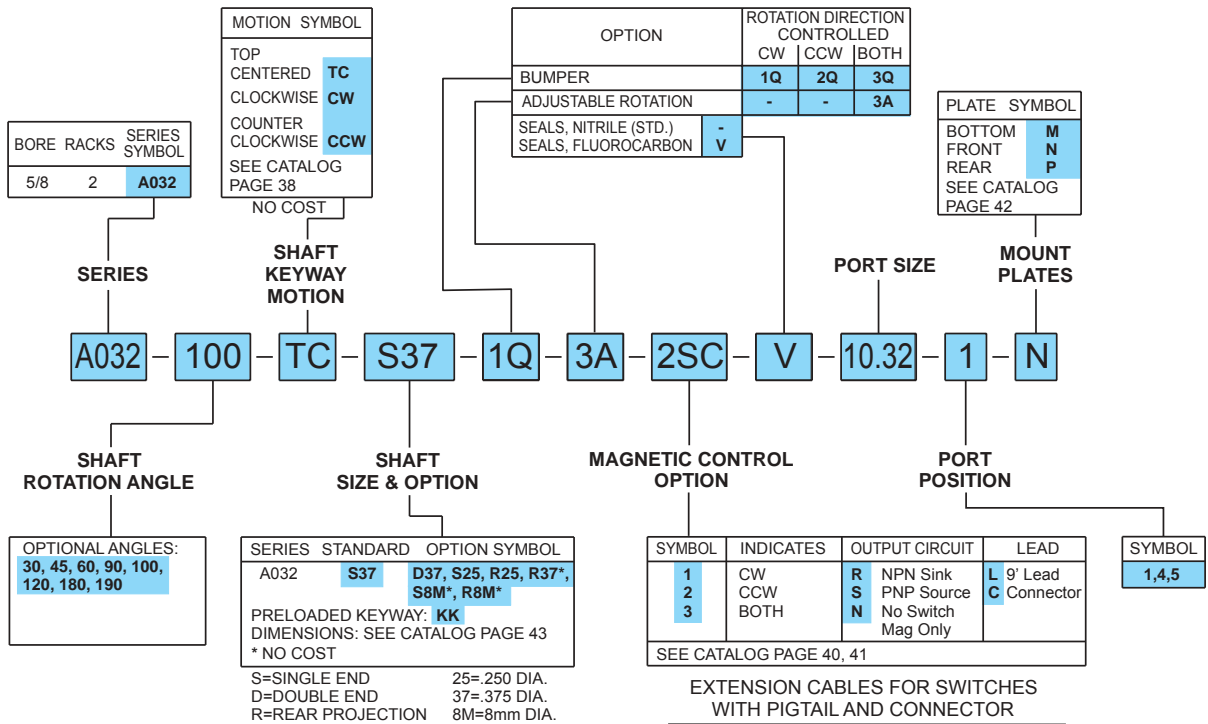 MOTION SYMBOL
TOP
CENTERED TC
CLOCKWISE CW
COUNTER
CLOCKWISE CCW
SEE CATALOG
PAGE 38
NO COST
OPTION
ROTATION DIRECTION
CONTROLLED
CW CCW BOTH
BUMPER 1Q 2Q 3Q
ADJUSTABLE ROTATION - - 3A
SEALS, NITRILE (STD.) -
SEALS, FLUOROCARBON V
PLATE SYMBOL
BOTTOM M
FRONT N
REAR P
SEE CATALOG
PAGE 42
BORE RACKS SERIES
SYMBOL
5/8 2 A032
SERIES
SHAFT
KEYWAY
MOTION
PORT SIZE
MOUNT
PLATES
A032 – 100 – TC – S37 – 1Q – 3A – 2SC – V – 10.32 – 1 – N
SHAFT
ROTATION ANGLE
SHAFT
SIZE & OPTION
MAGNETIC CONTROL
OPTION
PORT
POSITION
OPTIONAL ANGLES:
30, 45, 60, 90, 100,
120, 180, 190
SERIES STANDARD OPTION SYMBOL
A032 S37 D37, S25, R25, R37*,
S8M*, R8M*
PRELOADED KEYWAY: KK
DIMENSIONS: SEE CATALOG PAGE 43
* NO COST
S=SINGLE END 25=.250 DIA.
D=DOUBLE END 37=.375 DIA.
R=REAR PROJECTION 8M=8mm DIA.
SYMBOL INDICATES OUTPUT CIRCUIT LEAD
1 CW R NPN Sink L 9' Lead
2 CCW S PNP Source C Connector
3 BOTH N No Switch
Mag Only
SEE CATALOG PAGE 40, 41
EXTENSION CABLES FOR SWITCHES
WITH PIGTAIL AND CONNECTOR
SYMBOL
1,4,5